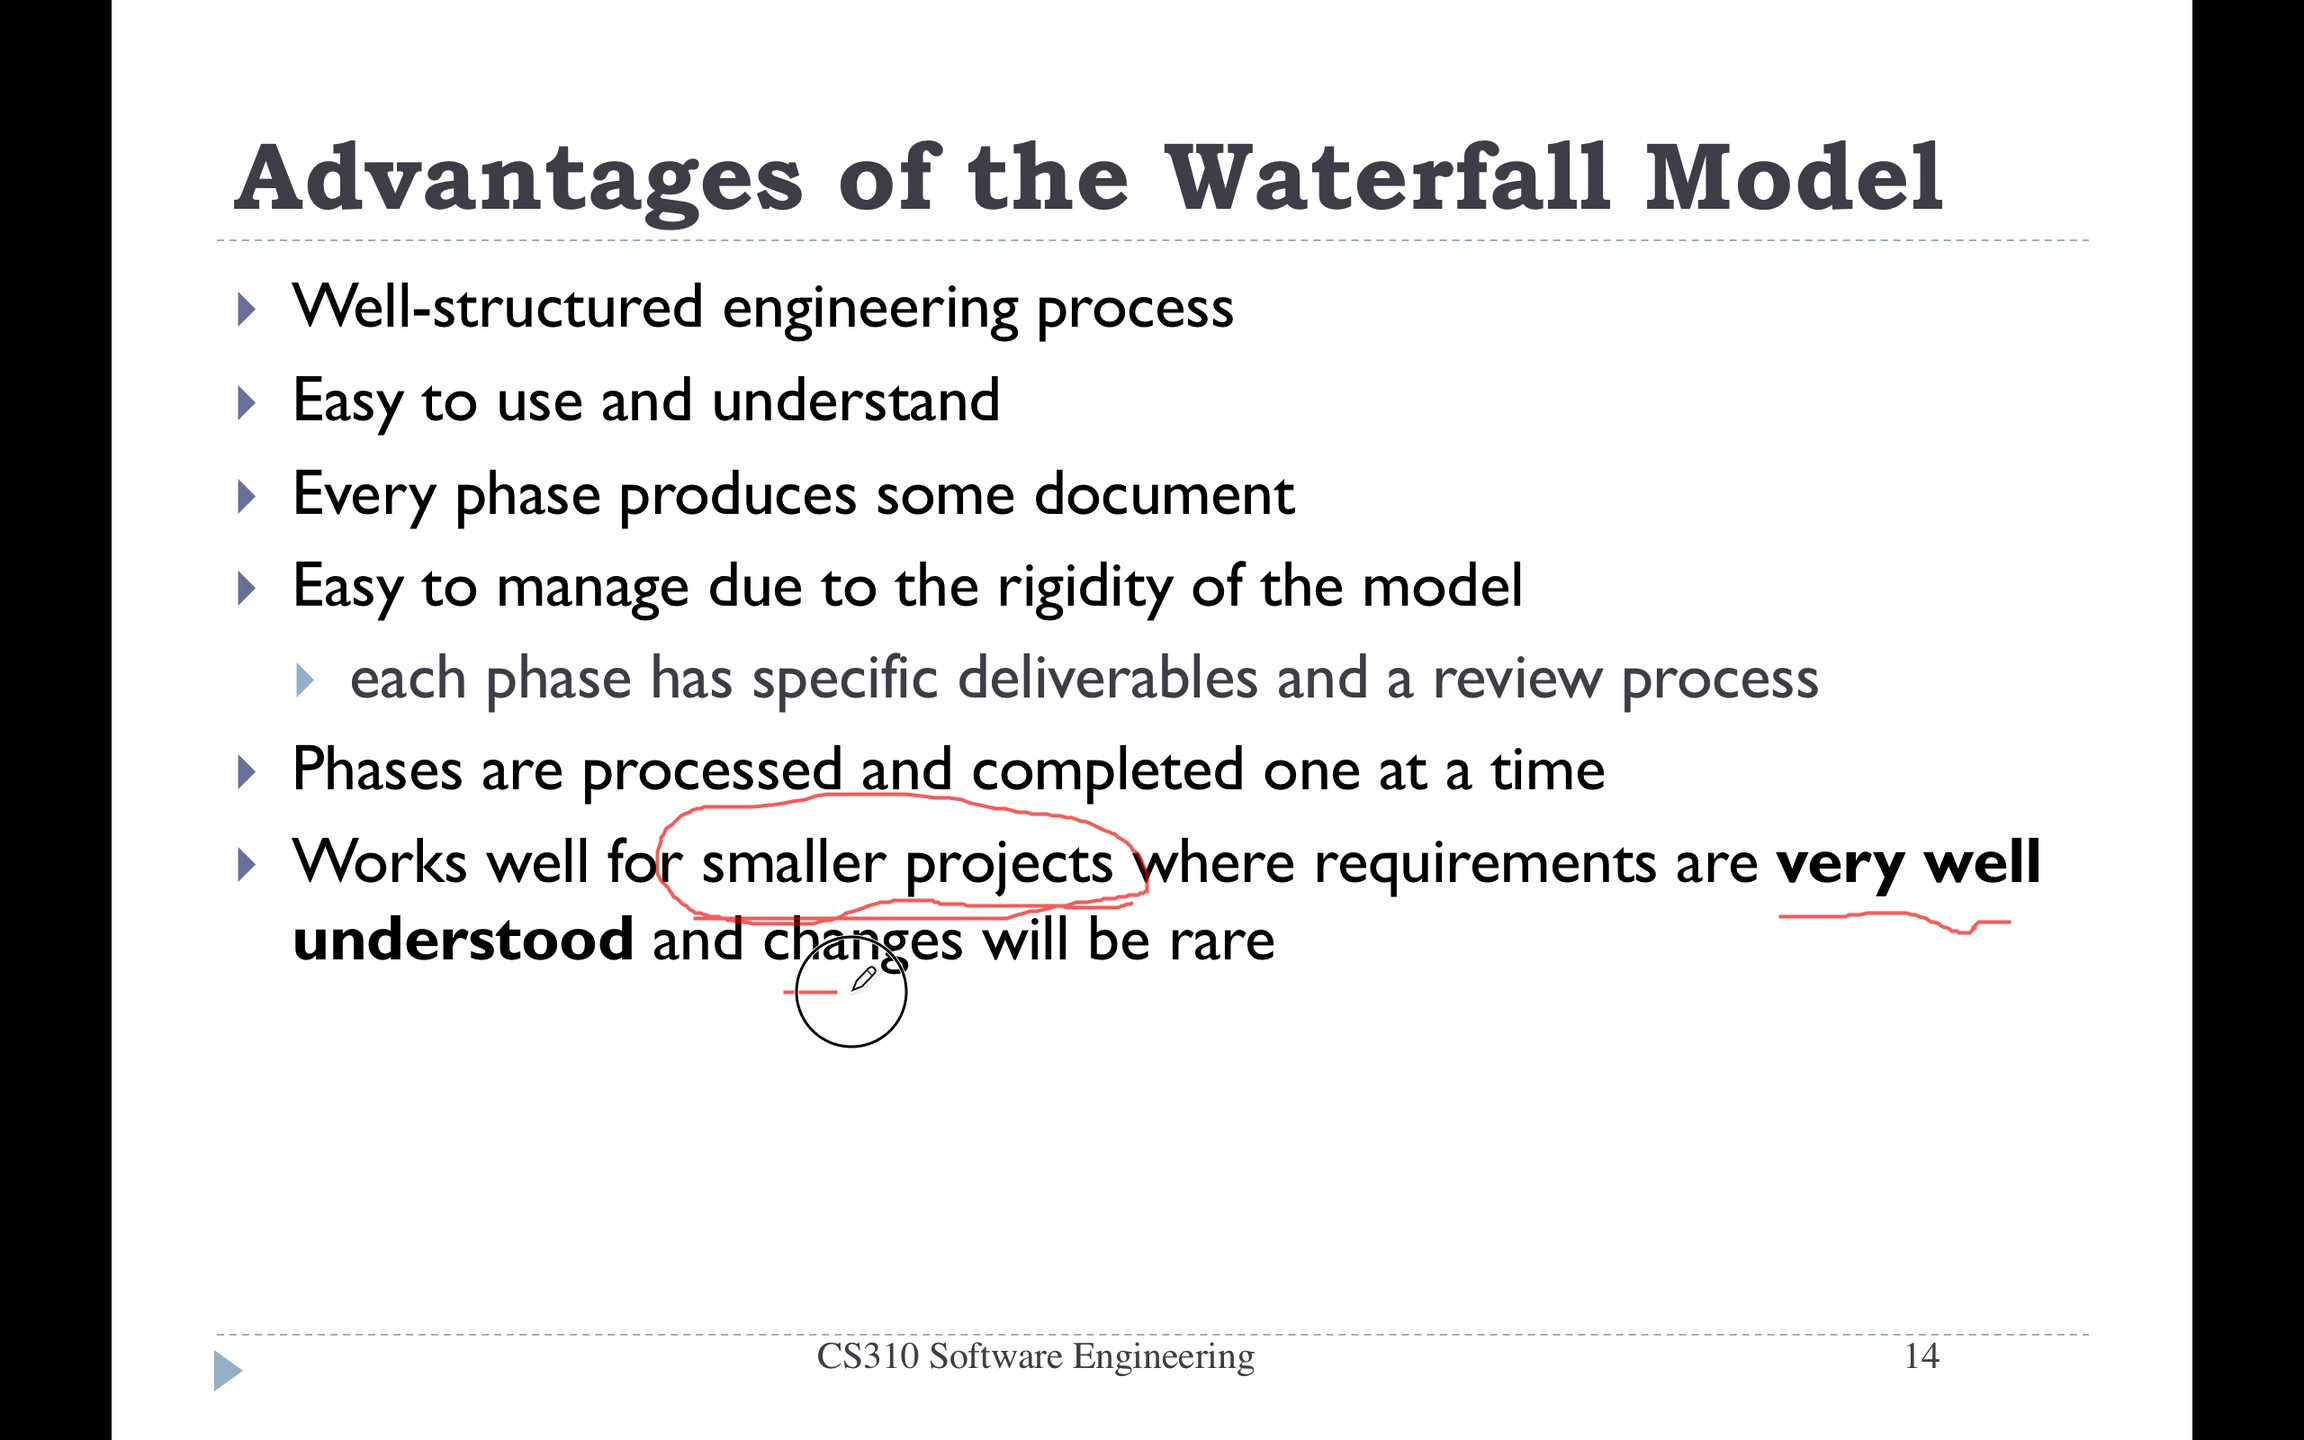 Advantages of the Waterfall Model
Well-structured engineering process
Easy to use and understand
Every phase produces some document
Easy to manage due to the rigidity of the model
each phase has specific deliverables and a review process
Phases are processed and completed one at a time
Works well for smaller projects where requirements are very well
understood and changes will be rare
CS310 Software Engineering
14